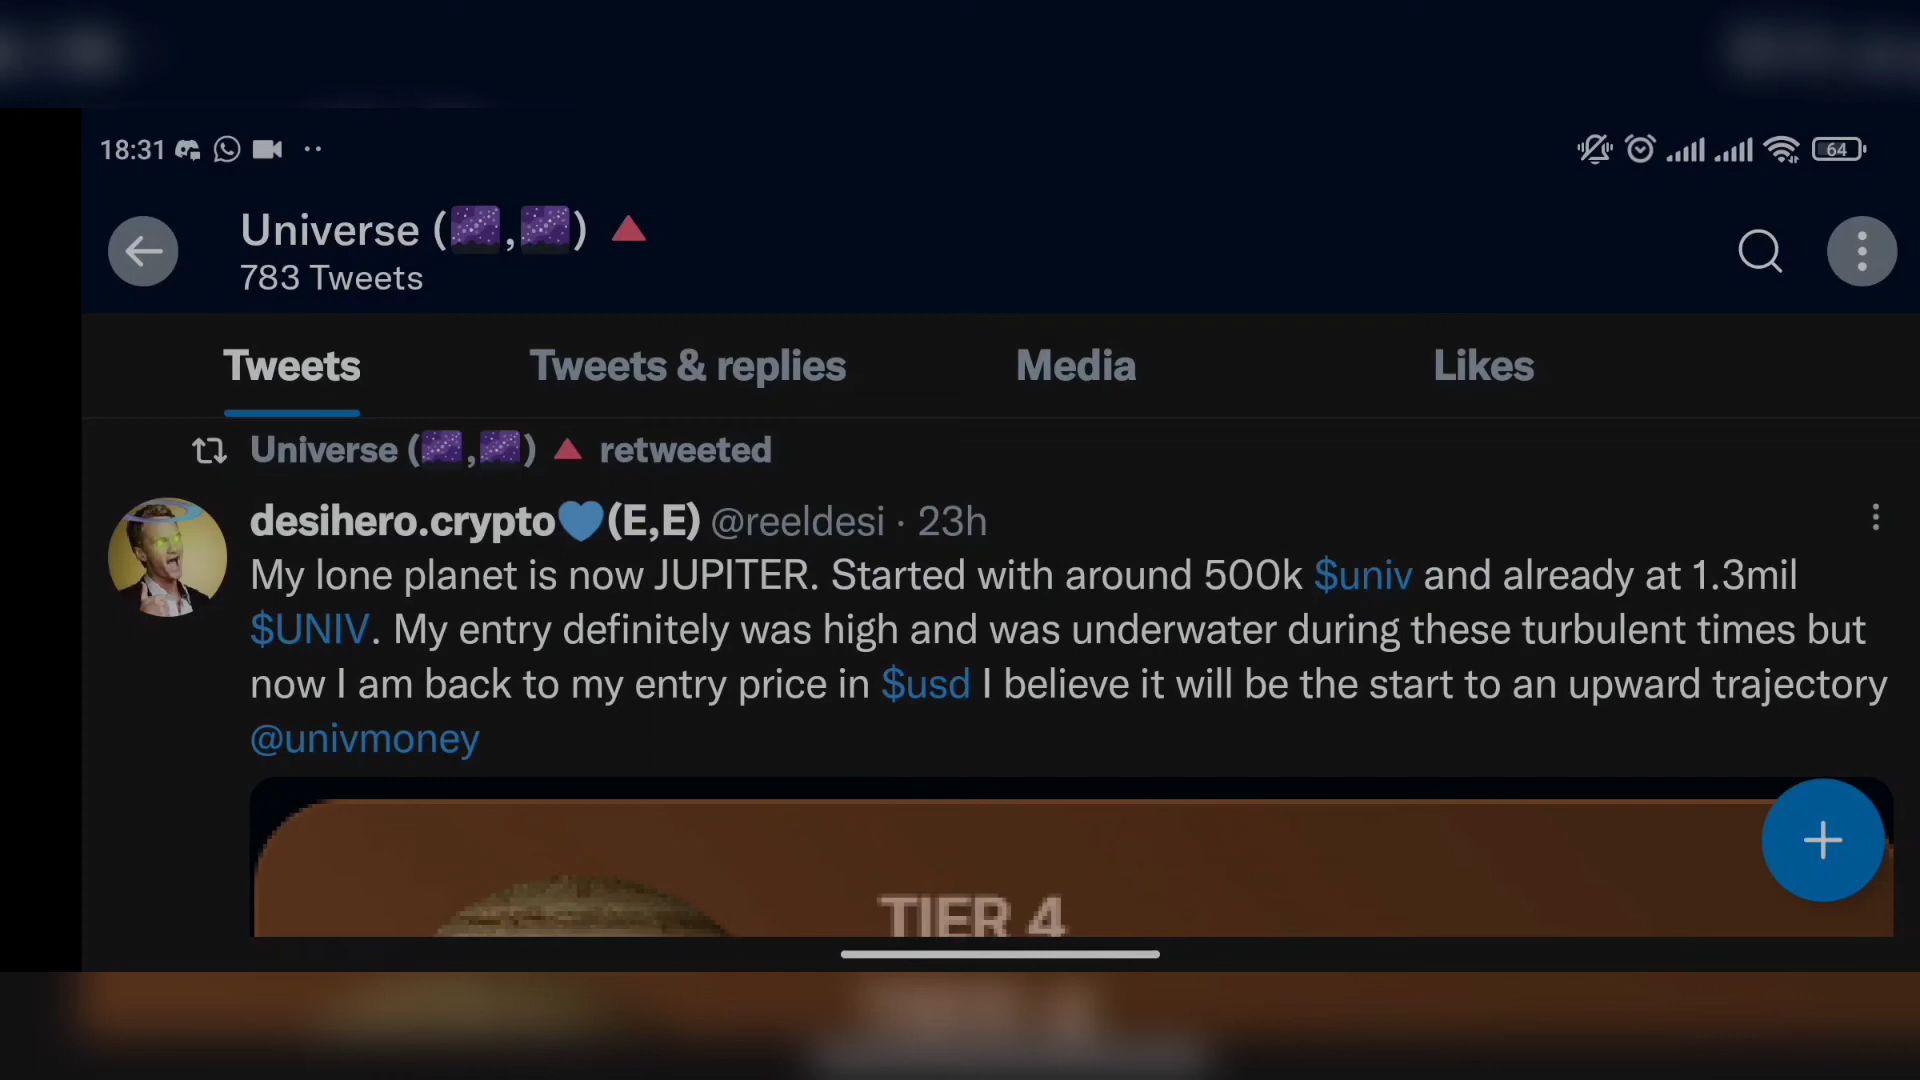 18:31
64
Universe (🌌,🌌) 🔺
783 Tweets
Tweets Tweets & replies Media Likes
Universe (🌌,🌌) 🔺 retweeted
desihero.crypto💙(E,E) @reeldesi · 23h
My lone planet is now JUPITER. Started with around 500k $univ and already at 1.3mil
$UNIV. My entry definitely was high and was underwater during these turbulent times but
now I am back to my entry price in $usd I believe it will be the start to an upward trajectory
@univmoney
TIER 4